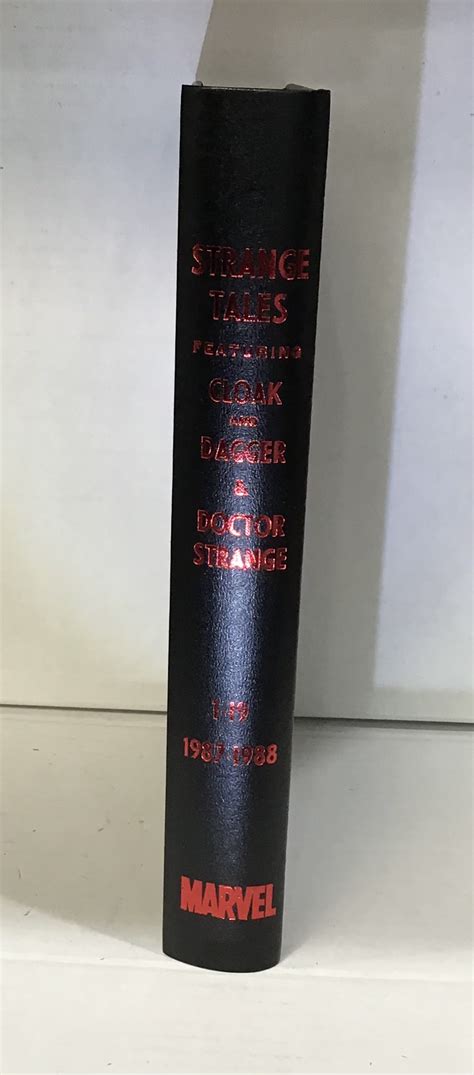 STRANGE
TALES
FEATURING
CLOAK
AND
DAGGER
&
DOCTOR
STRANGE
1-19
1987-1988
MARVEL